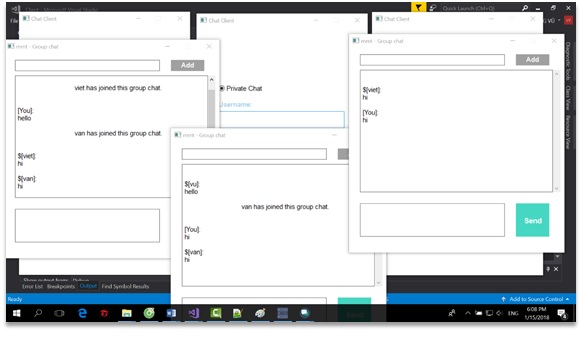 Chat Client
Chat Client
Chat Client
Quick Launch (Ctrl+Q)
mmt - Group chat
Add
viet has joined this group chat.
[You]:
hello
van has joined this group chat.
$[viet]:
hi
$[van]:
hi
Private Chat
Username:
mmt - Group chat
$[vu]:
hello
van has joined this group chat.
[You]:
hi
$[van]:
hi
Send
mmt - Group chat
Add
$[viet]:
hi
[You]:
hi
Send
Diagnostic Tools
Class View
Resource View
Error List
Breakpoints
Output
Find Symbol Results
Ready
Add to Source Control
ENG
6:08 PM
1/15/2018